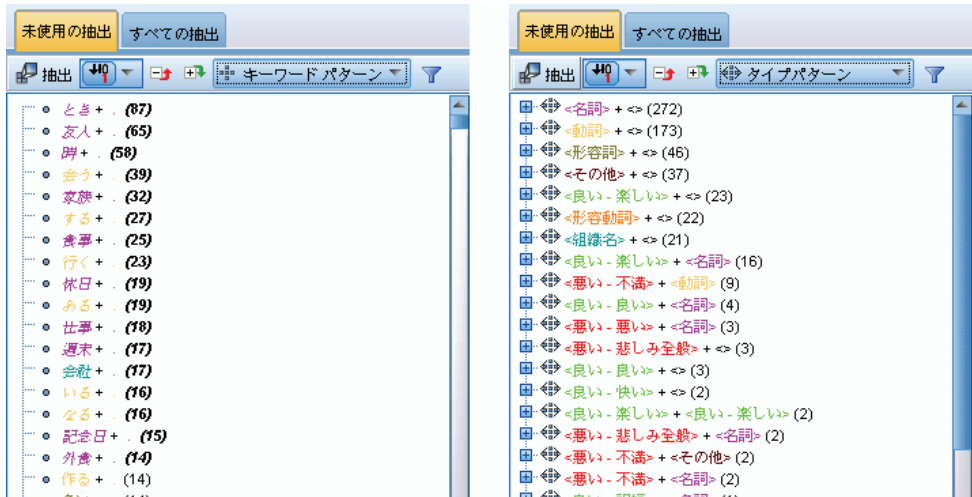 未使用の抽出 すべての抽出
抽出 キーワード パターン
とき + . (87)
友人 + . (65)
時 + . (58)
会う + . (39)
家族 + . (32)
する + . (27)
食事 + . (25)
行く + . (23)
休日 + . (19)
ある + . (19)
仕事 + . (18)
週末 + . (17)
会社 + . (17)
いる + . (16)
なる + . (16)
記念日 + . (15)
外食 + . (14)
作る + . (14)
未使用の抽出 すべての抽出
抽出 タイプパターン
<名詞> + <> (272)
<動詞> + <> (173)
<形容詞> + <> (46)
<その他> + <> (37)
<良い - 楽しい> + <> (23)
<形容動詞> + <> (22)
<組織名> + <> (21)
<良い - 楽しい> + <名詞> (16)
<悪い - 不満> + <動詞> (9)
<良い - 良い> + <名詞> (4)
<悪い - 悪い> + <名詞> (3)
<悪い - 悲しみ全般> + <> (3)
<良い - 良い> + <> (3)
<良い - 快い> + <> (2)
<良い - 楽しい> + <良い - 楽しい> (2)
<悪い - 悲しみ全般> + <名詞> (2)
<悪い - 不満> + <その他> (2)
<悪い - 不満> + <名詞> (2)